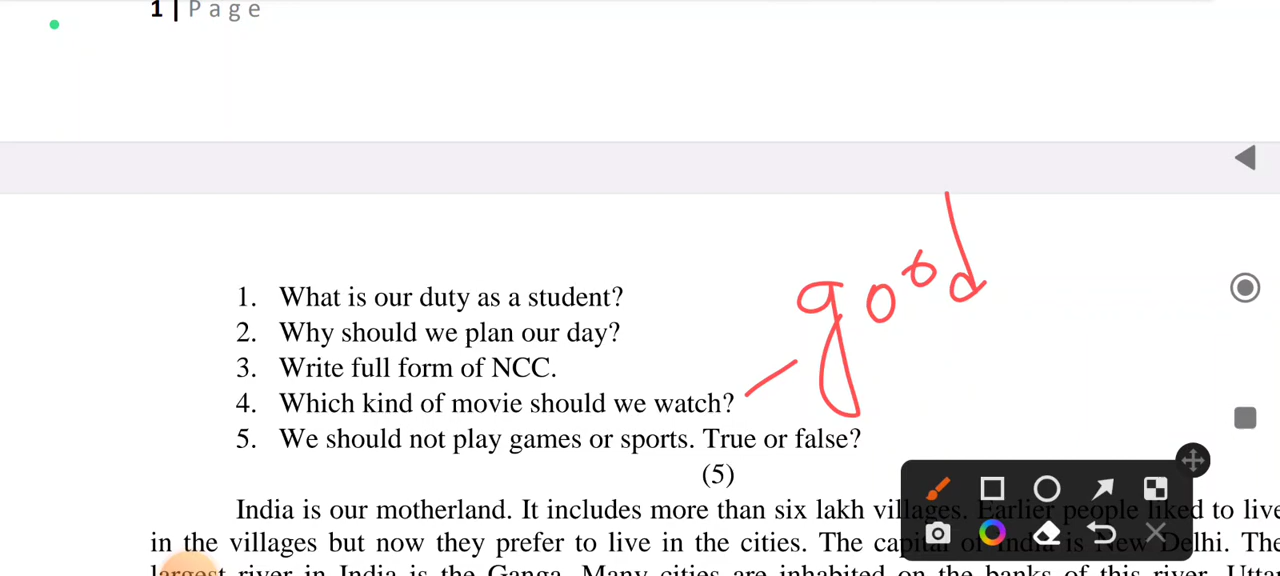 1 | Page
1. What is our duty as a student?
2. Why should we plan our day?
3. Write full form of NCC.
4. Which kind of movie should we watch? – good
5. We should not play games or sports. True or false?
(5)
India is our motherland. It includes more than six lakh villages. Earlier people liked to live
in the villages but now they prefer to live in the cities. The capital of India is New Delhi. The
largest river in India is the Ganga. Many cities are inhabited on the banks of this river. Uttar